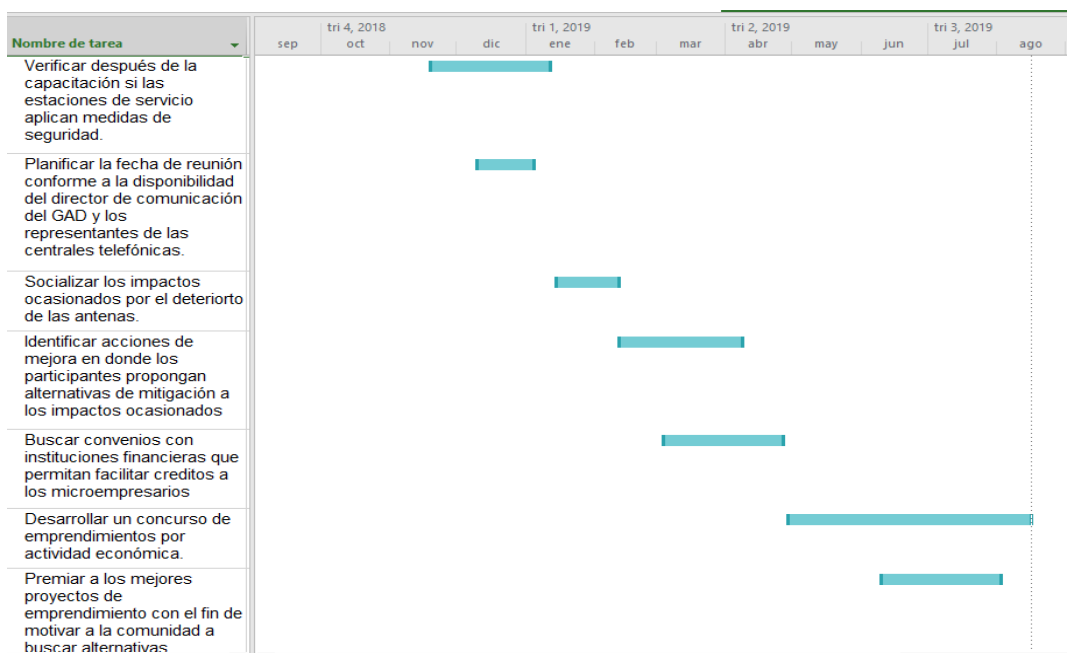 tri 4, 2018 tri 1, 2019 tri 2, 2019 tri 3, 2019
Nombre de tarea sep oct nov dic ene feb mar abr may jun jul ago
Verificar después de la
capacitación si las
estaciones de servicio
aplican medidas de
seguridad.
Planificar la fecha de reunión
conforme a la disponibilidad
del director de comunicación
del GAD y los
representantes de las
centrales telefónicas.
Socializar los impactos
ocasionados por el deteriorto
de las antenas.
Identificar acciones de
mejora en donde los
participantes propongan
alternativas de mitigación a
los impactos ocasionados
Buscar convenios con
instituciones financieras que
permitan facilitar creditos a
los microempresarios
Desarrollar un concurso de
emprendimientos por
actividad económica.
Premiar a los mejores
proyectos de
emprendimiento con el fin de
motivar a la comunidad a
buscar alternativas